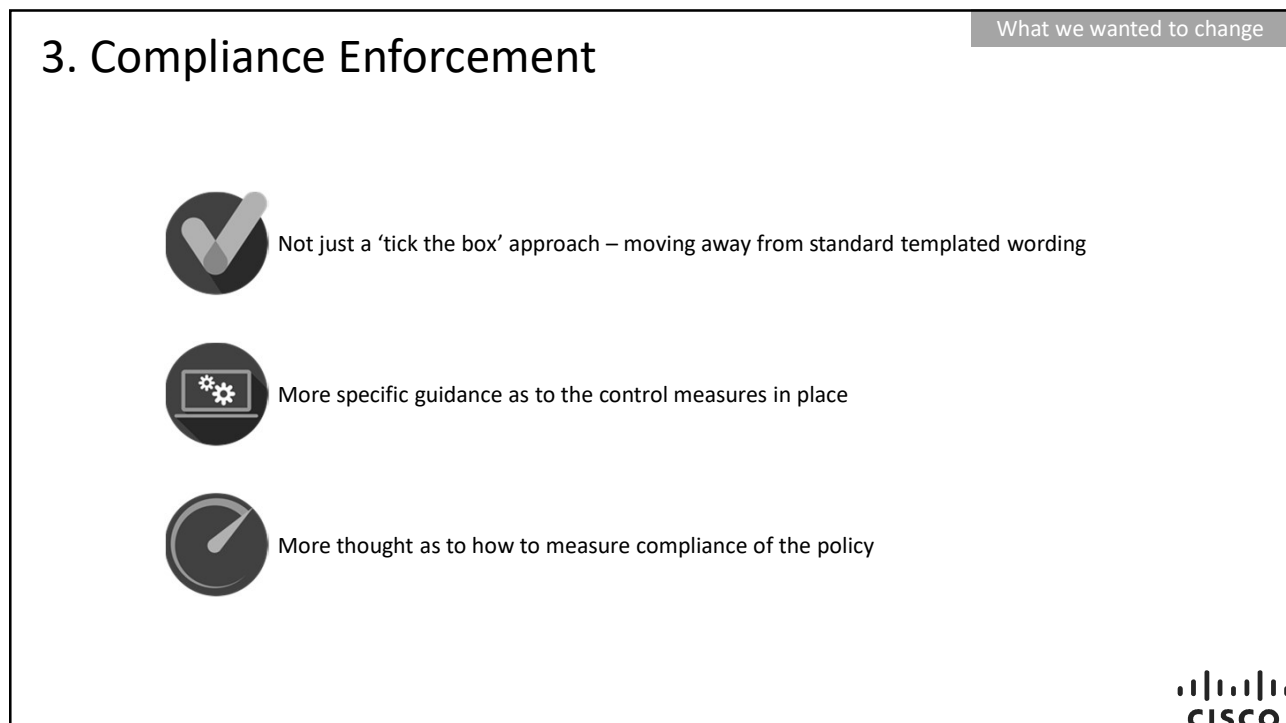 What we wanted to change
3. Compliance Enforcement
Not just a ‘tick the box’ approach – moving away from standard templated wording
More specific guidance as to the control measures in place
More thought as to how to measure compliance of the policy
CISCO